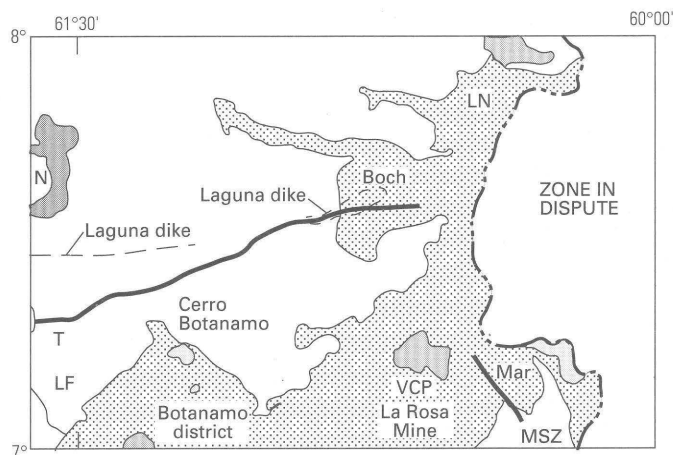 61°30'
60°00'
8°
LN
N
Boch
Laguna dike
ZONE IN
DISPUTE
Laguna dike
Cerro
Botanamo
T
LF
Mar
VCP
Botanamo
district
La Rosa
Mine
MSZ
7°